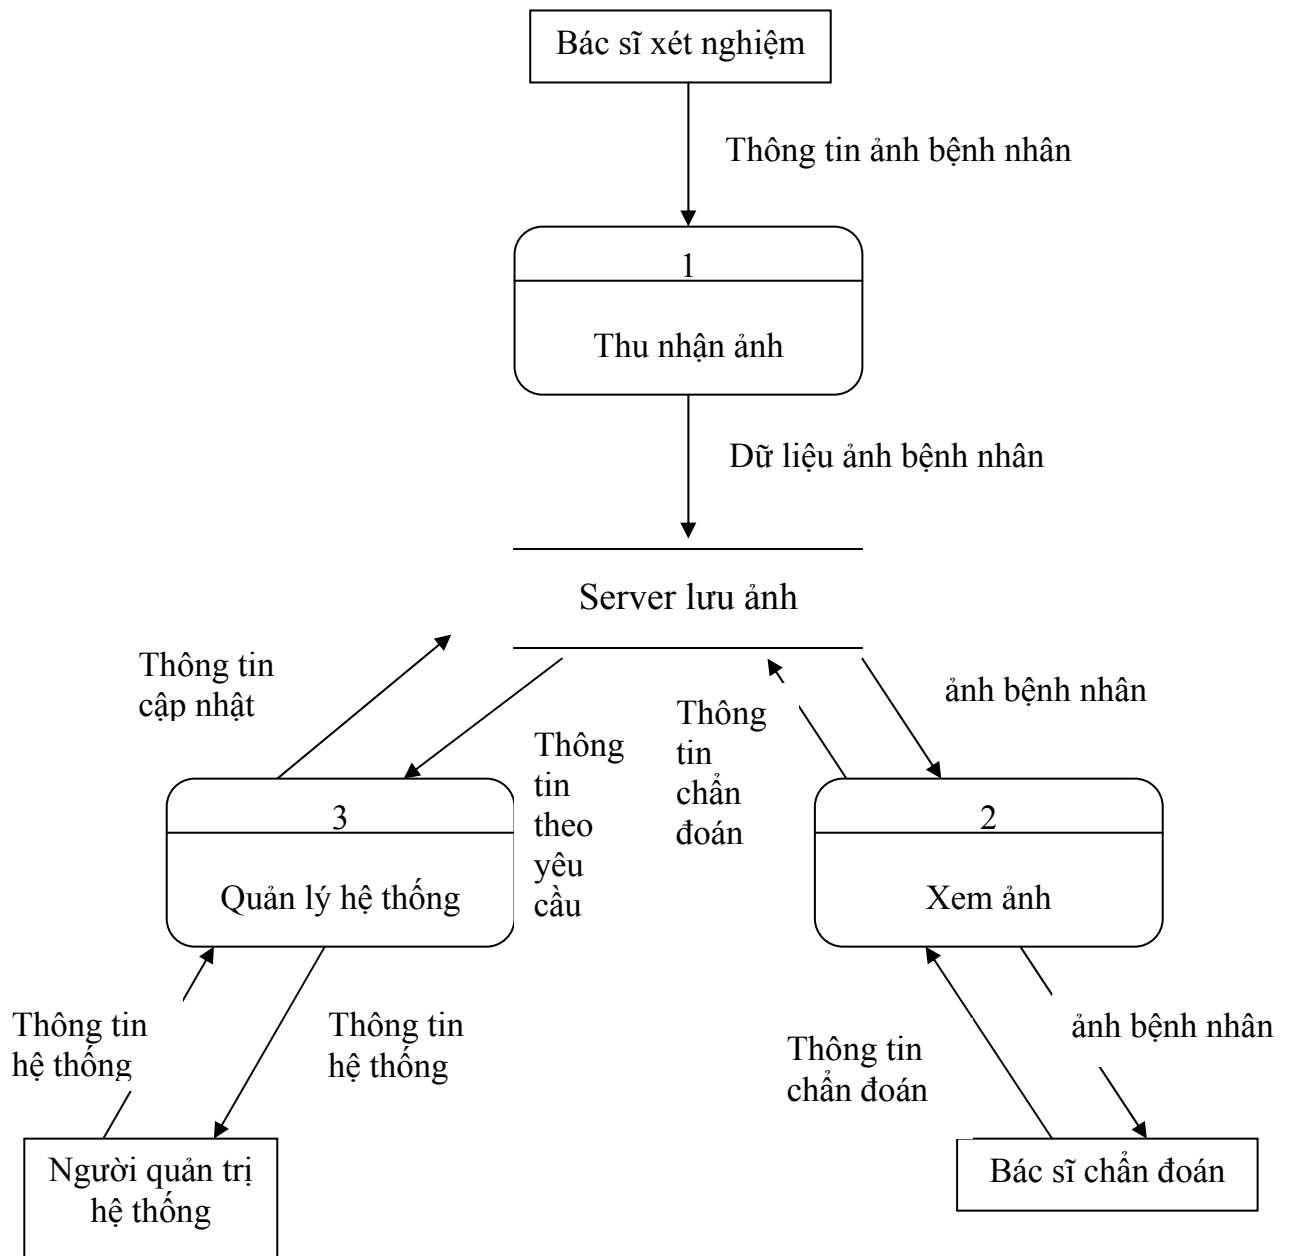 Bác sĩ xét nghiệm
Thông tin ảnh bệnh nhân
1
Thu nhận ảnh
Dữ liệu ảnh bệnh nhân
Server lưu ảnh
Thông tin
cập nhật
Thông
tin
theo
yêu
cầu
Thông
tin
chẩn
đoán
ảnh bệnh nhân
3
Quản lý hệ thống
2
Xem ảnh
Thông tin
hệ thống
Thông tin
hệ thống
Thông tin
chẩn đoán
ảnh bệnh nhân
Người quản trị
hệ thống
Bác sĩ chẩn đoán